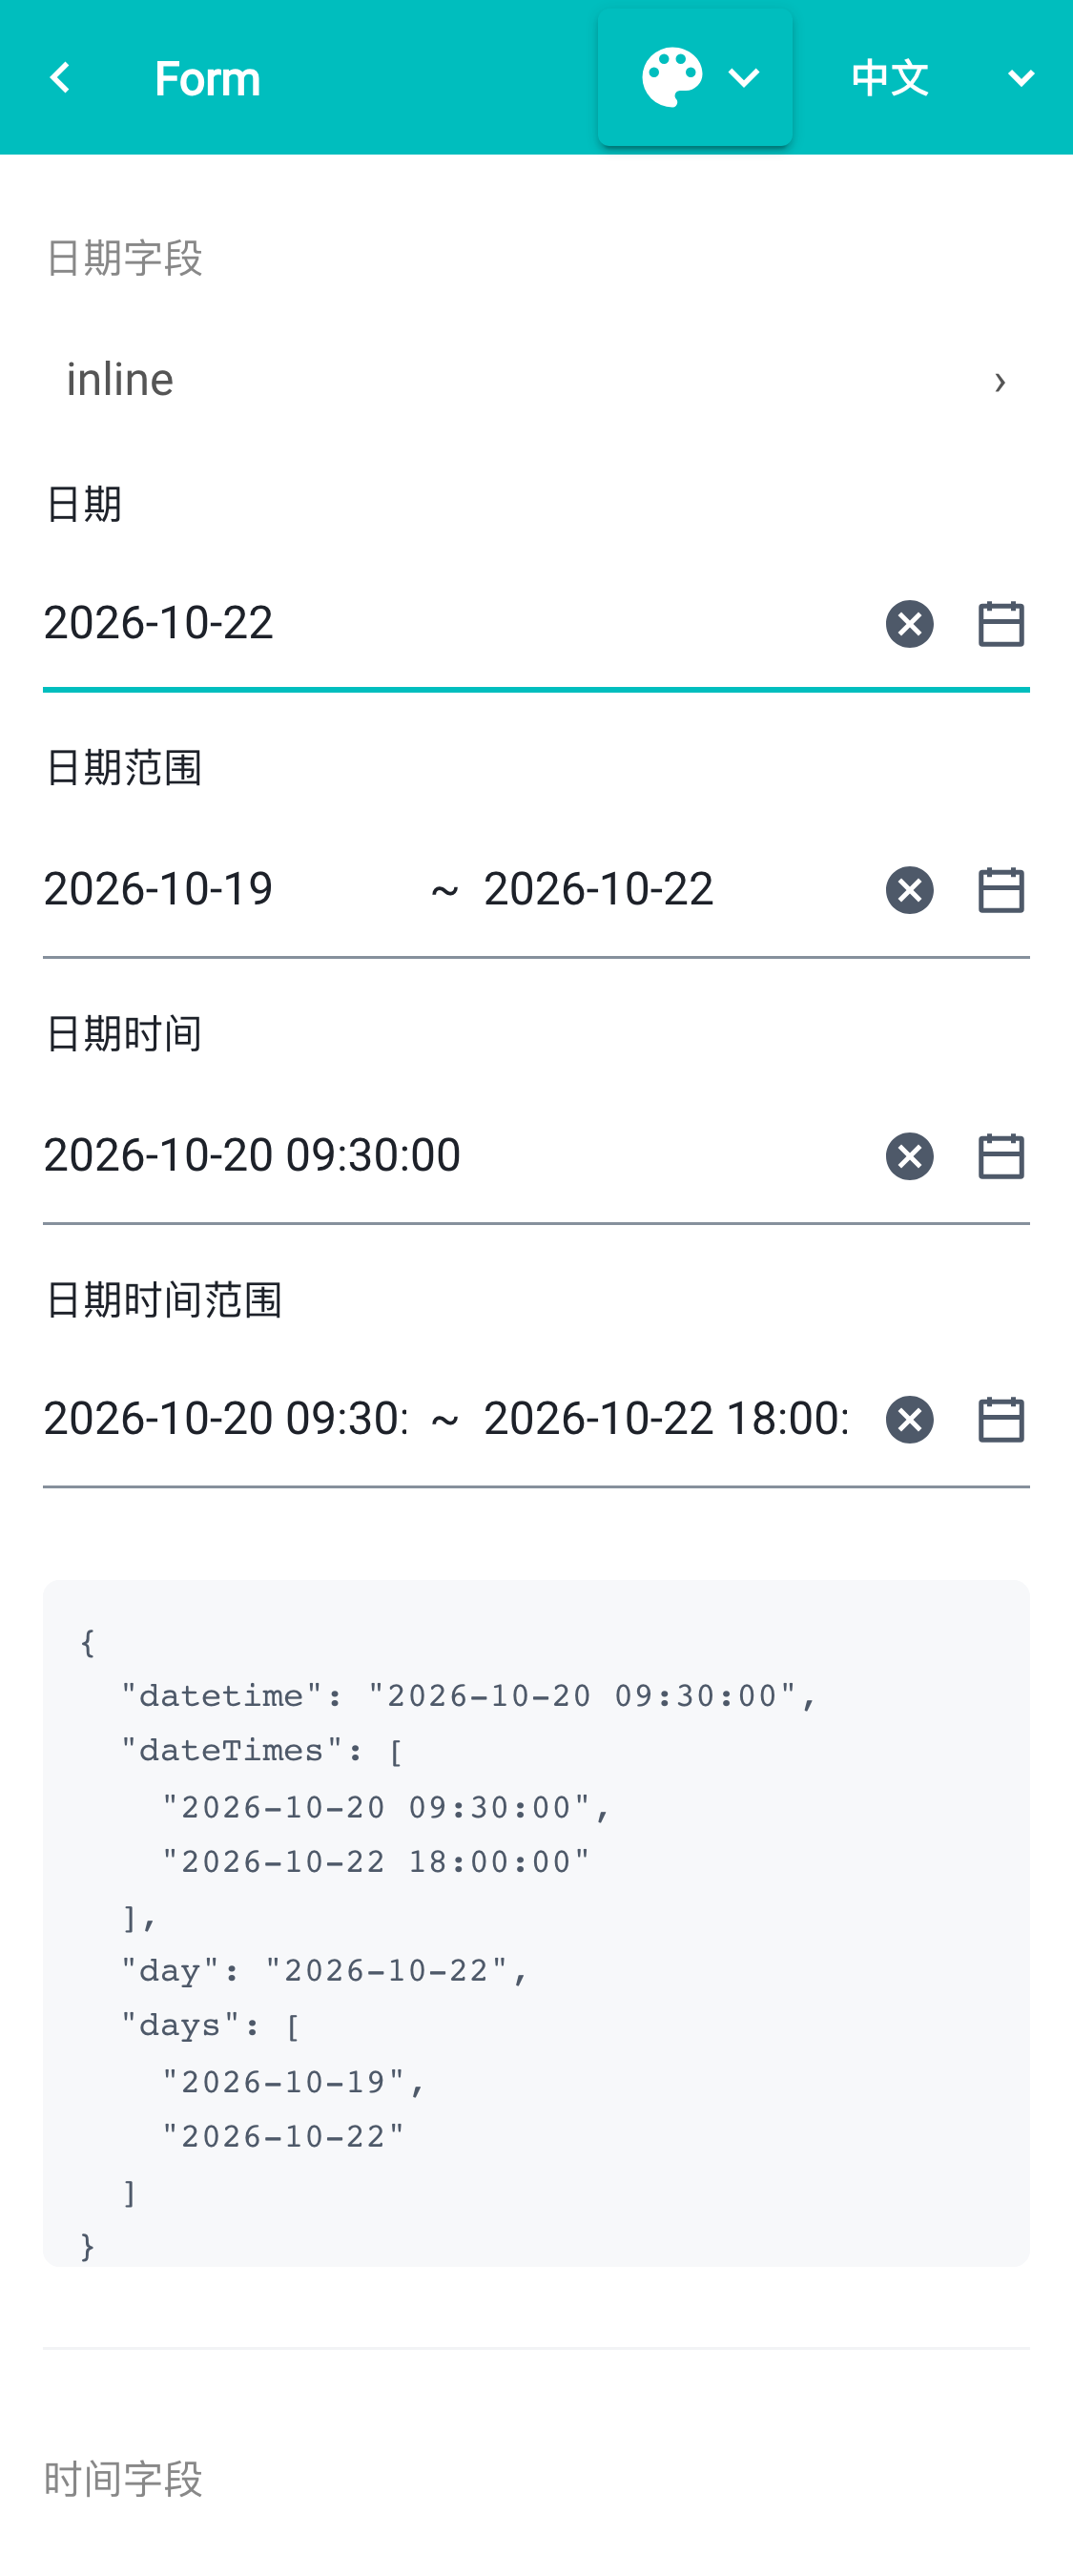 Form
中文
日期字段
inline
日期
2026-10-22
日期范围
2026-10-19 ~ 2026-10-22
日期时间
2026-10-20 09:30:00
日期时间范围
2026-10-20 09:30: ~ 2026-10-22 18:00:
{
  "datetime": "2026-10-20 09:30:00",
  "dateTimes": [
    "2026-10-20 09:30:00",
    "2026-10-22 18:00:00"
  ],
  "day": "2026-10-22",
  "days": [
    "2026-10-19",
    "2026-10-22"
  ]
}
时间字段